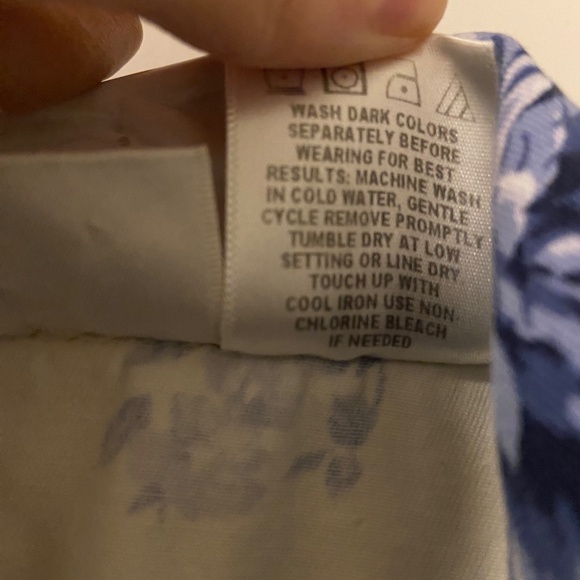 WASH DARK COLORS
SEPARATELY BEFORE
WEARING FOR BEST
RESULTS: MACHINE WASH
IN COLD WATER, GENTLE
CYCLE REMOVE PROMPTLY
TUMBLE DRY AT LOW
SETTING OR LINE DRY
TOUCH UP WITH
COOL IRON USE NON-
CHLORINE BLEACH
IF NEEDED